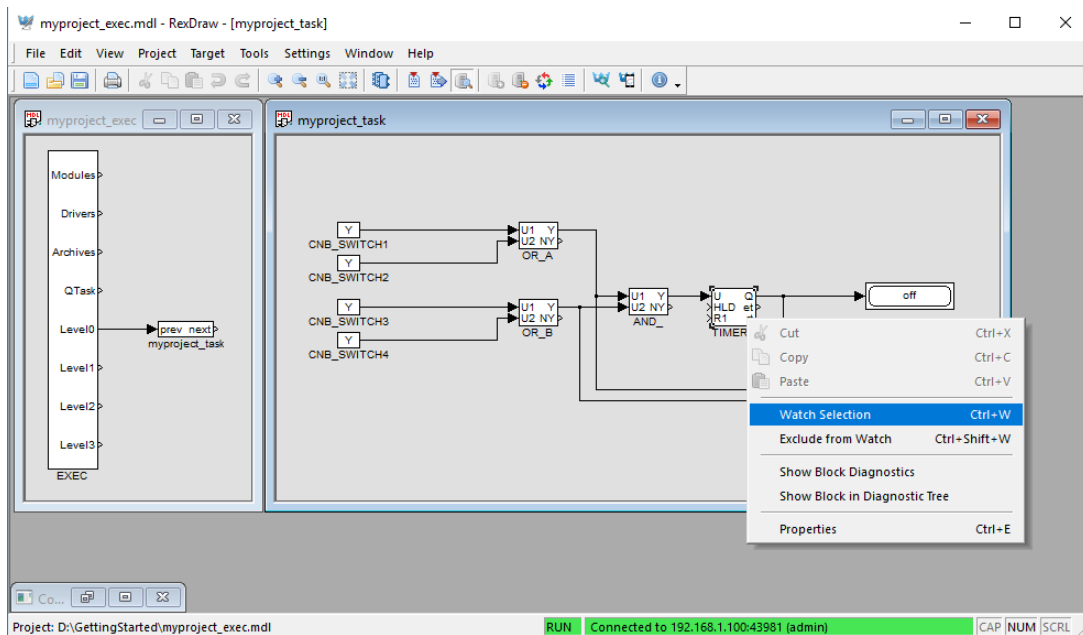 myproject_exec.mdl - RexDraw - [myproject_task]
File Edit View Project Target Tools Settings Window Help
myproject_exec
Modules
Drivers
Archives
QTask
Level0
prev next
myproject_task
Level1
Level2
Level3
EXEC
myproject_task
Y
CNB_SWITCH1
Y
CNB_SWITCH2
U1 Y
U2 NY
OR_A
Y
CNB_SWITCH3
Y
CNB_SWITCH4
U1 Y
U2 NY
OR_B
U1 Y
U2 NY
AND_
U Q
HLD et
R1
TIMER
off
Cut Ctrl+X
Copy Ctrl+C
Paste Ctrl+V
Watch Selection Ctrl+W
Exclude from Watch Ctrl+Shift+W
Show Block Diagnostics
Show Block in Diagnostic Tree
Properties Ctrl+E
Co...
Project: D:\GettingStarted\myproject_exec.mdl RUN Connected to 192.168.1.100:43981 (admin) CAP NUM SCRL